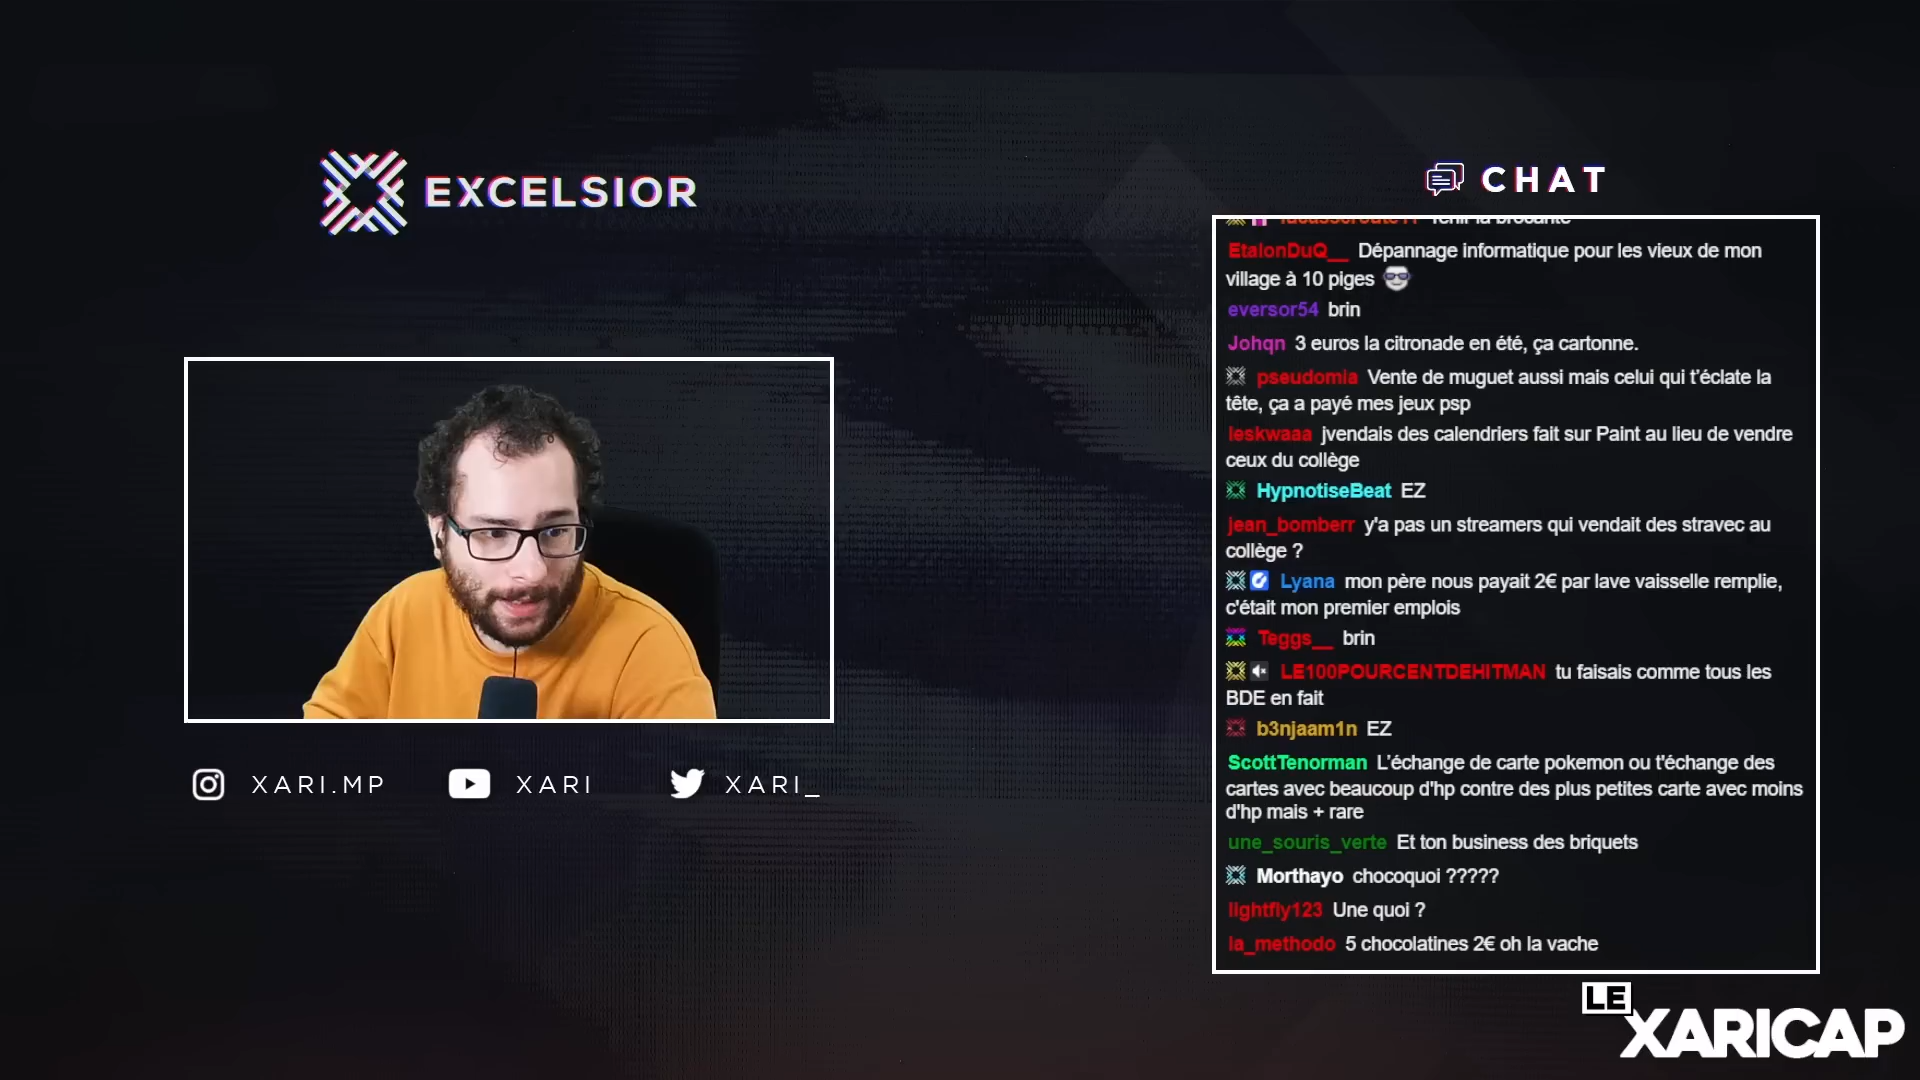 EXCELSIOR
XARI.MP
XARI
XARI_
CHAT
EtalonDuQ__ Dépannage informatique pour les vieux de mon
village à 10 piges
eversor54 brin
Johqn 3 euros la citronade en été, ça cartonne.
pseudomia Vente de muguet aussi mais celui qui t'éclate la
tête, ça a payé mes jeux psp
leskwaaa jvendais des calendriers fait sur Paint au lieu de vendre
ceux du collège
HypnotiseBeat EZ
jean_bomberr y'a pas un streamers qui vendait des stravec au
collège ?
Lyana mon père nous payait 2€ par lave vaisselle remplie,
c'était mon premier emplois
Teggs__ brin
LE100POURCENTDEHITMAN tu faisais comme tous les
BDE en fait
b3njaam1n EZ
ScottTenorman L'échange de carte pokemon ou t'échange des
cartes avec beaucoup d'hp contre des plus petites carte avec moins
d'hp mais + rare
une_souris_verte Et ton business des briquets
Morthayo chocoquoi ?????
lightfly123 Une quoi ?
la_methodo 5 chocolatines 2€ oh la vache
LE
XARICAP